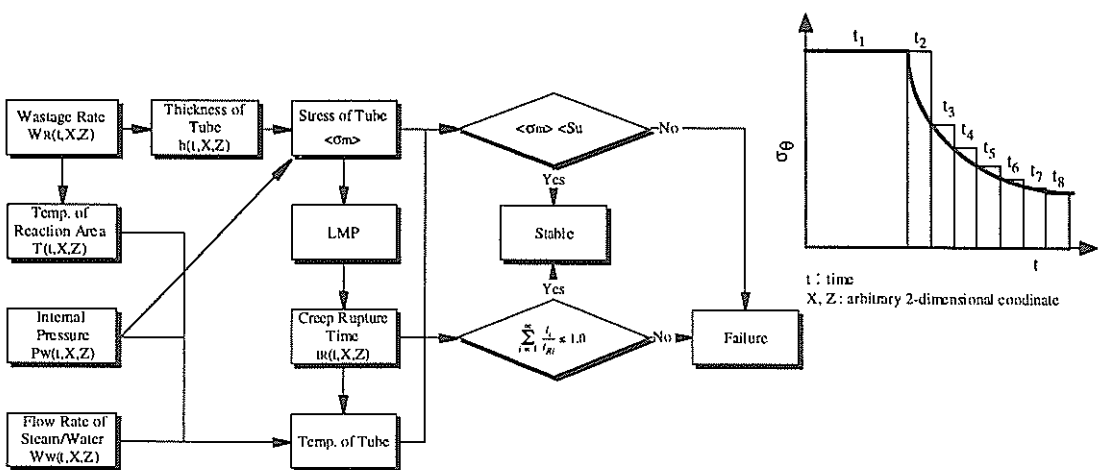 Wastage Rate
WR(t,X,Z)
Thickness of
Tube
h(t,X,Z)
Stress of Tube
<σm>
<σm> <Su
No
Yes
Temp. of
Reaction Area
T(t,X,Z)
LMP
Stable
Yes
Internal
Pressure
Pw(t,X,Z)
Creep Rupture
Time
tR(t,X,Z)
No
Failure
Flow Rate of
Steam/Water
Ww(t,X,Z)
Temp. of Tube
t1
t2
t3
t4
t5
t6
t7
t8
σθ
t
t : time
X, Z : arbitrary 2-dimensional coodinate